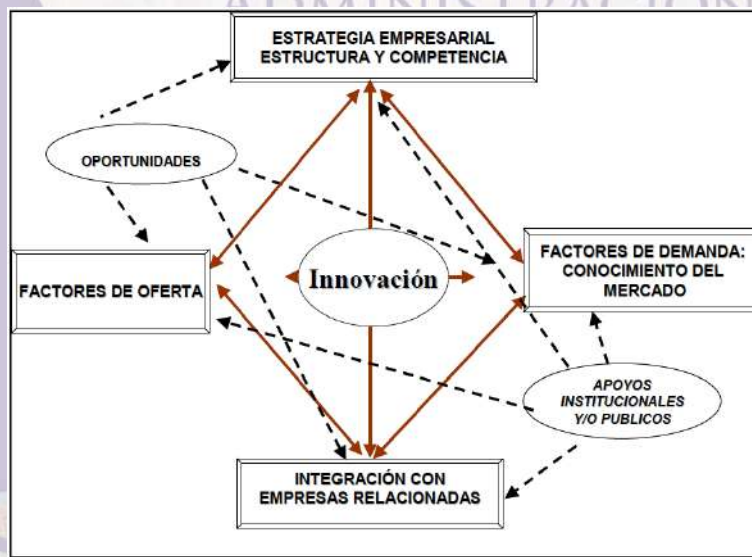 ADMINISTRACION
ESTRATEGIA EMPRESARIAL
ESTRUCTURA Y COMPETENCIA
OPORTUNIDADES
FACTORES DE OFERTA
Innovación
FACTORES DE DEMANDA:
CONOCIMIENTO DEL
MERCADO
APOYOS
INSTITUCIONALES
Y/O PUBLICOS
INTEGRACIÓN CON
EMPRESAS RELACIONADAS